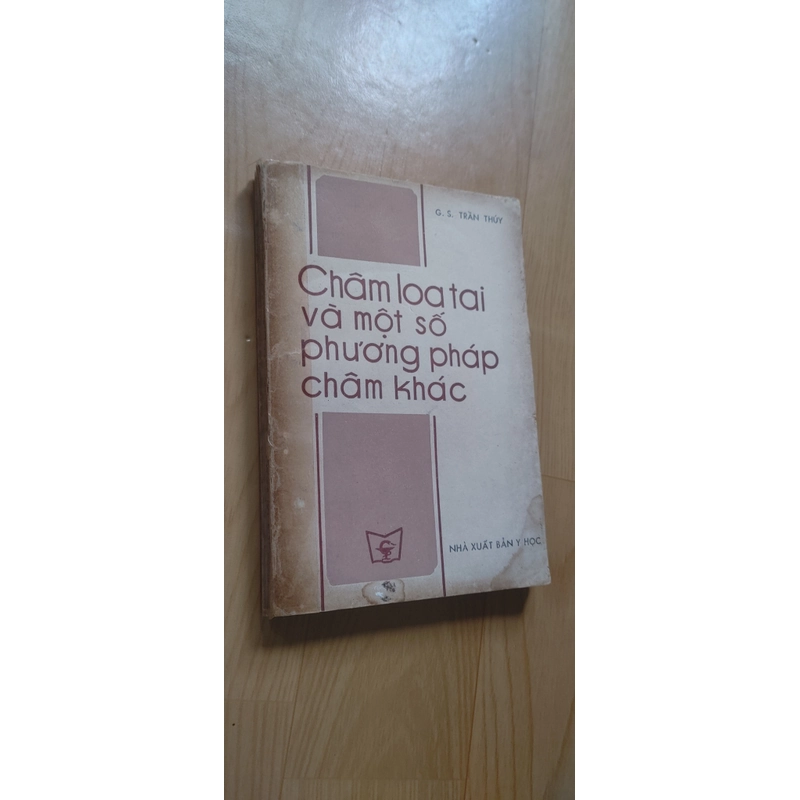 G. S. TRẦN THÚY
Châm loa tai
và một số
phương pháp
châm khác
NHÀ XUẤT BẢN Y HỌC